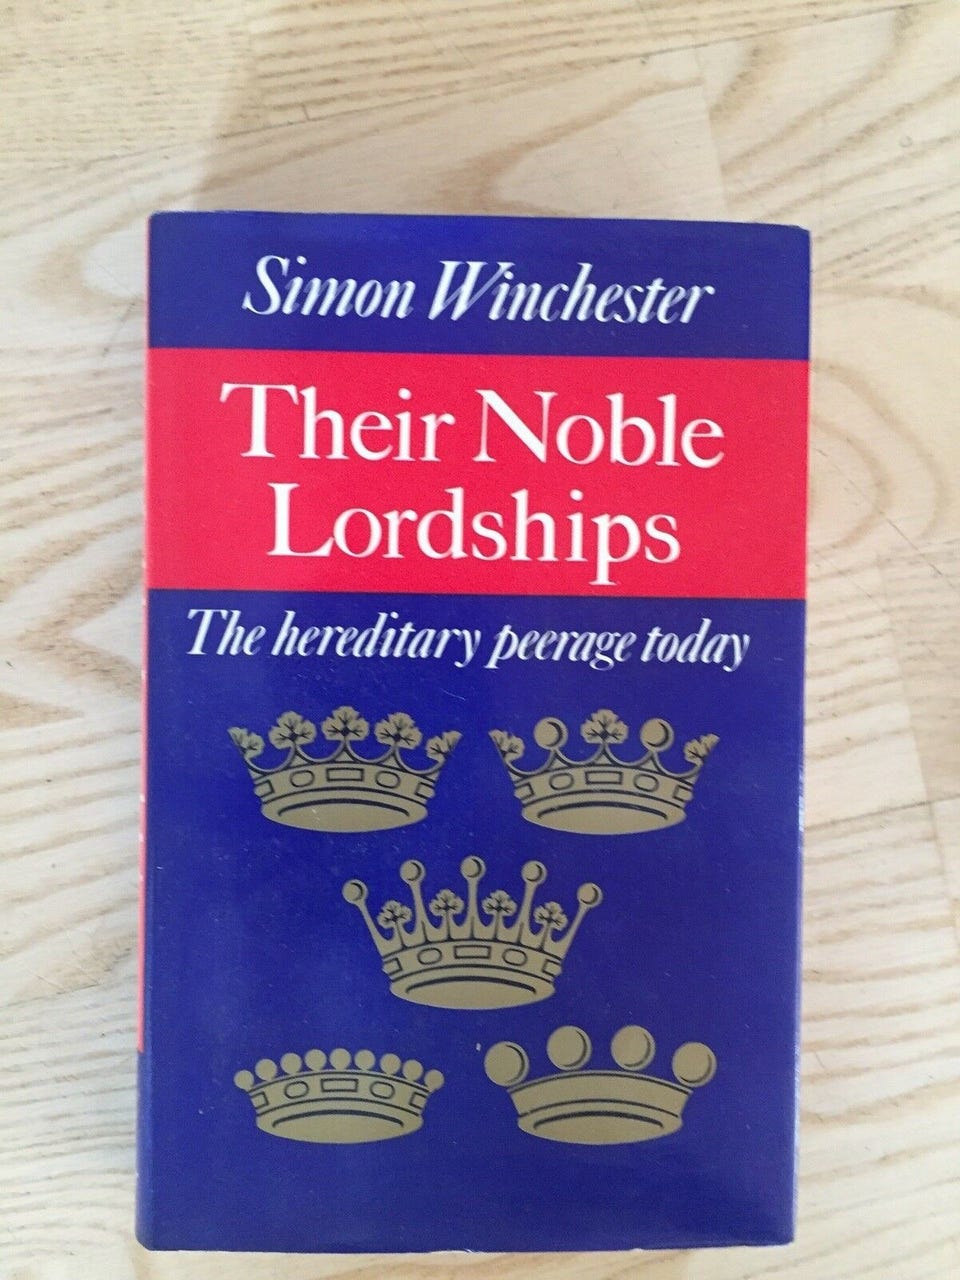 Simon Winchester
Their Noble
Lordships
The hereditary peerage today